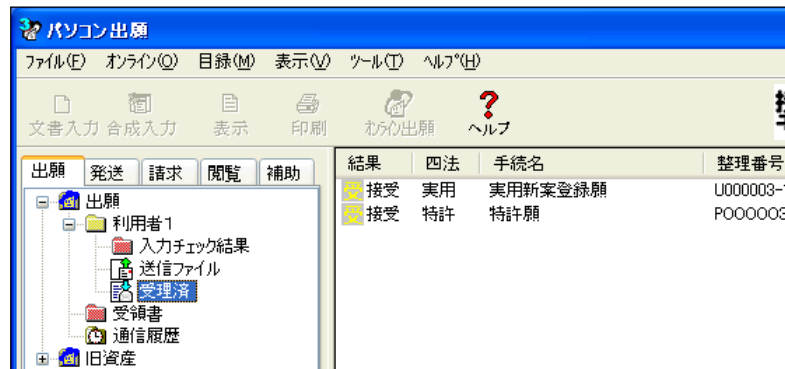 パソコン出願
ファイル(F) オンライン(O) 目録(M) 表示(V) ツール(T) ヘルプ(H)
文書入力 合成入力 表示 印刷 オンライン出願 ヘルプ
出願 発送 請求 閲覧 補助
結果 四法 手続名 整理番号
受 接受 実用 実用新案登録願 U000003-
受 接受 特許 特許願 P000003
出願
利用者1
入力チェック結果
送信ファイル
受理済
受領書
通信履歴
旧資産